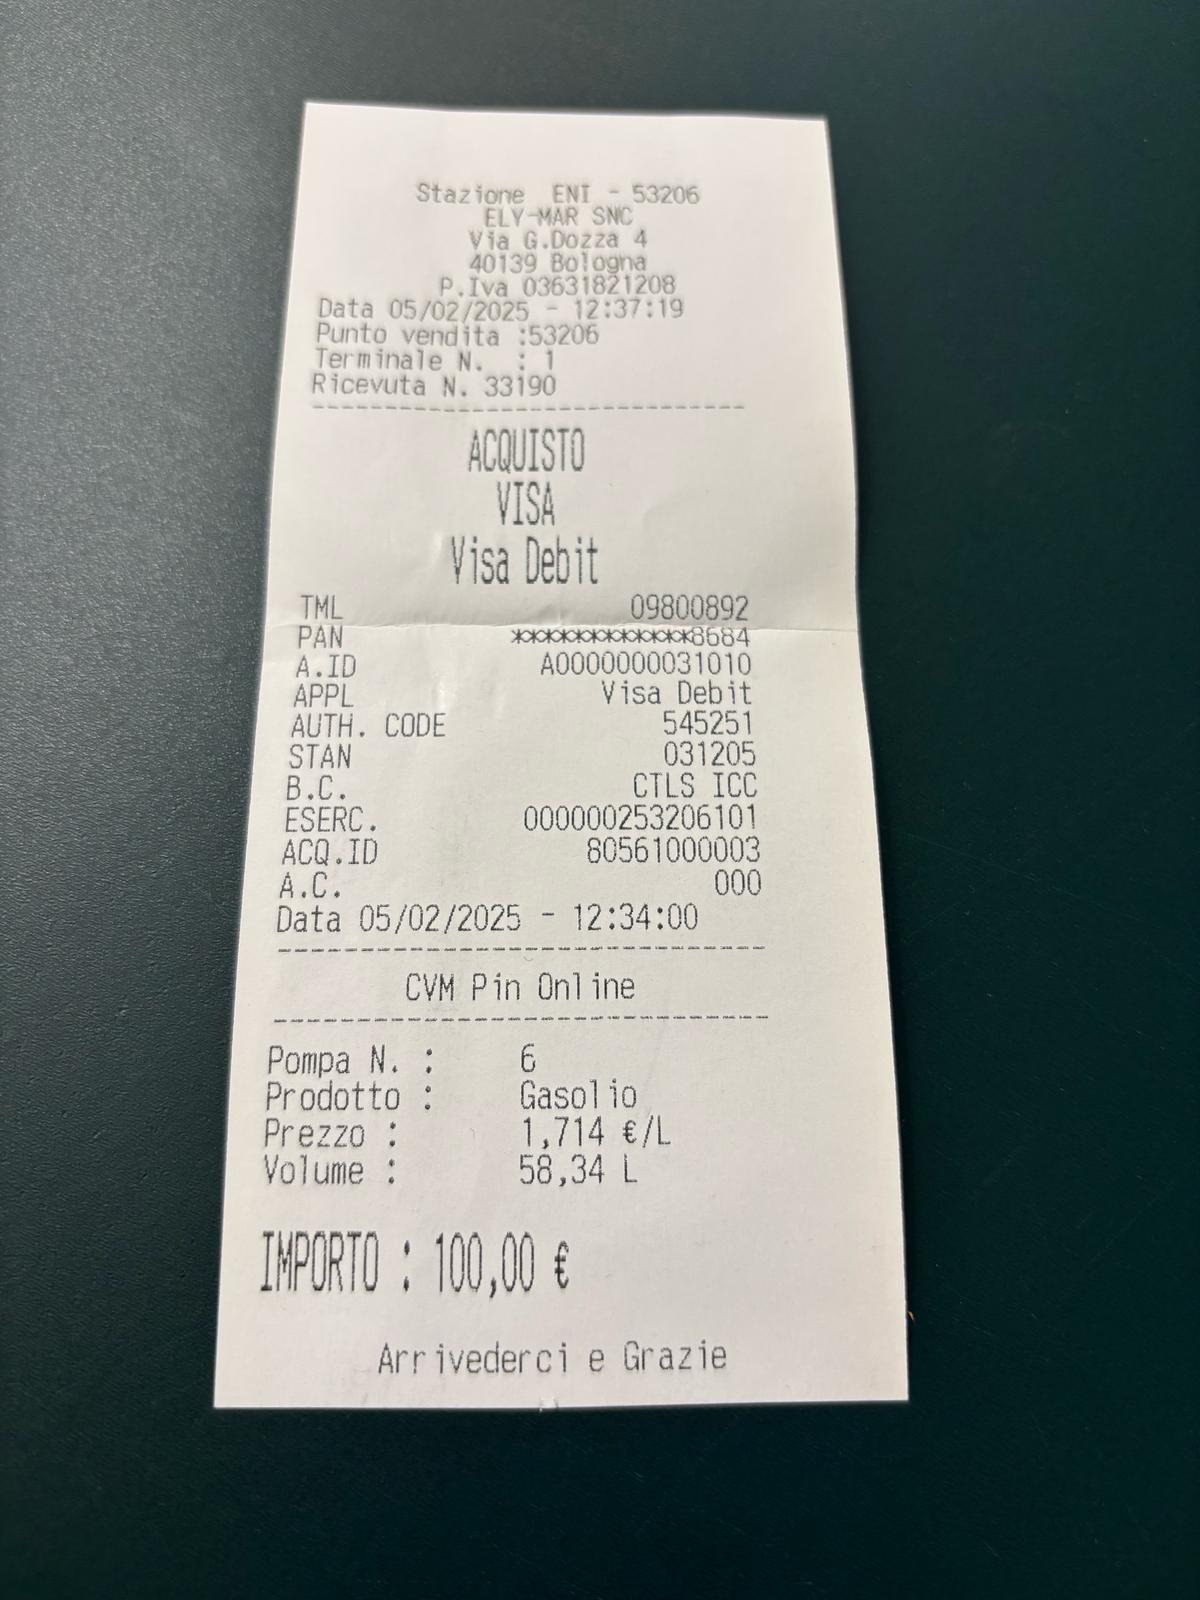 Stazione ENI - 53206
ELY-MAR SNC
Via G.Dozza 4
40139 Bologna
P.Iva 03631821208
Data 05/02/2025 - 12:37:19
Punto vendita :53206
Terminale N. : 1
Ricevuta N. 33190
------------------------------
ACQUISTO
VISA
Visa Debit
TML 09800892
PAN ************8684
A.ID A0000000031010
APPL Visa Debit
AUTH. CODE 545251
STAN 031205
B.C. CTLS ICC
ESERC. 000000253206101
ACQ.ID 80561000003
A.C. 000
Data 05/02/2025 - 12:34:00
------------------------------
CVM Pin Online
------------------------------
Pompa N. : 6
Prodotto : Gasolio
Prezzo : 1,714 €/L
Volume : 58,34 L
IMPORTO : 100,00 €
Arrivederci e Grazie